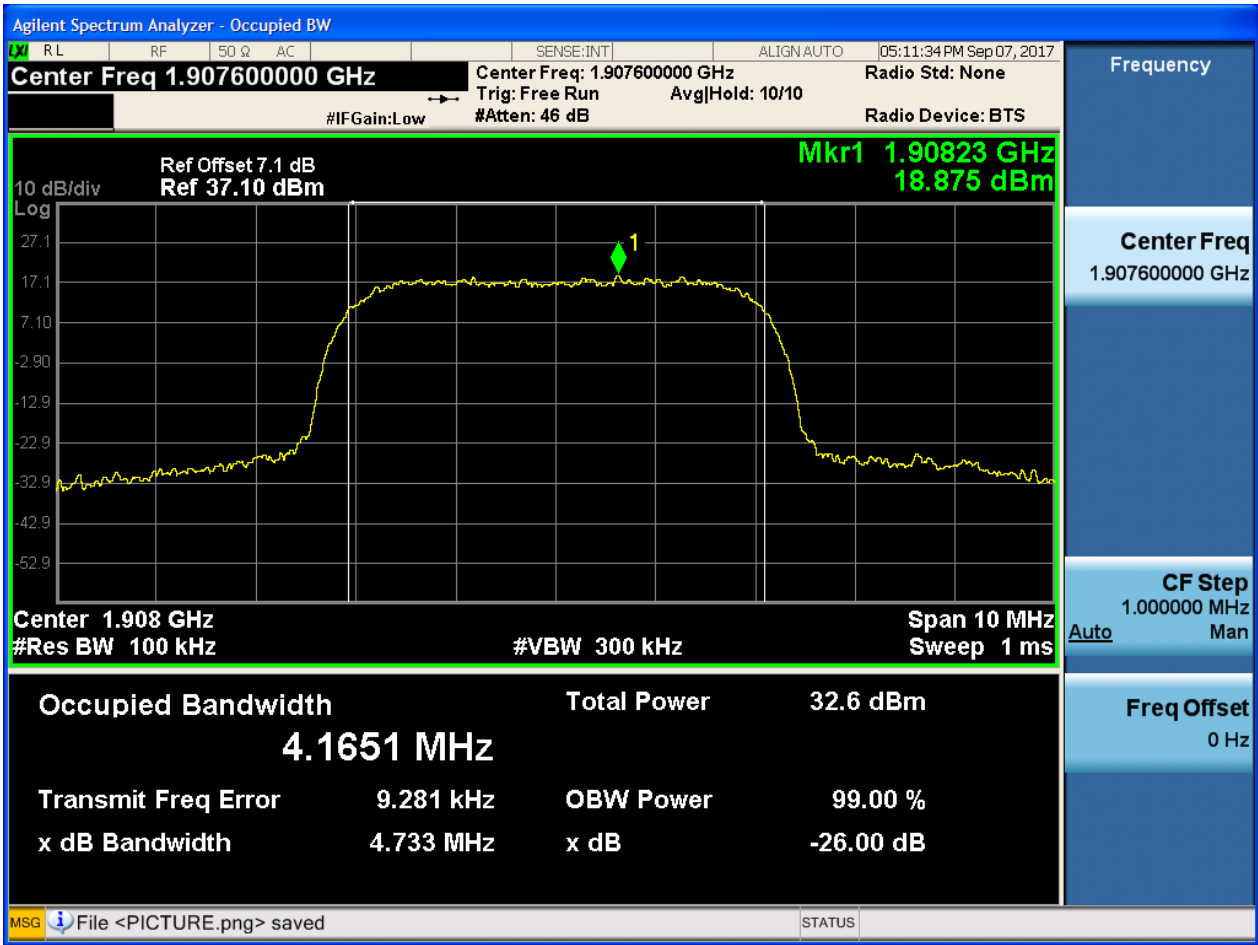 Agilent Spectrum Analyzer - Occupied BW
LXI RL RF 50 Ω AC SENSE:INT ALIGN AUTO 05:11:34 PM Sep 07, 2017
Center Freq 1.907600000 GHz
Center Freq: 1.907600000 GHz Radio Std: None
Trig: Free Run Avg|Hold: 10/10
#IFGain:Low #Atten: 46 dB Radio Device: BTS
Mkr1 1.90823 GHz
18.875 dBm
Ref Offset 7.1 dB
10 dB/div Ref 37.10 dBm
Log
27.1
17.1
7.10
-2.90
-12.9
-22.9
-32.9
-42.9
-52.9
1
Center 1.908 GHz Span 10 MHz
#Res BW 100 kHz #VBW 300 kHz Sweep 1 ms
Occupied Bandwidth Total Power 32.6 dBm
4.1651 MHz
Transmit Freq Error 9.281 kHz OBW Power 99.00 %
x dB Bandwidth 4.733 MHz x dB -26.00 dB
Frequency
Center Freq
1.907600000 GHz
CF Step
1.000000 MHz
Auto Man
Freq Offset
0 Hz
MSG File <PICTURE.png> saved STATUS